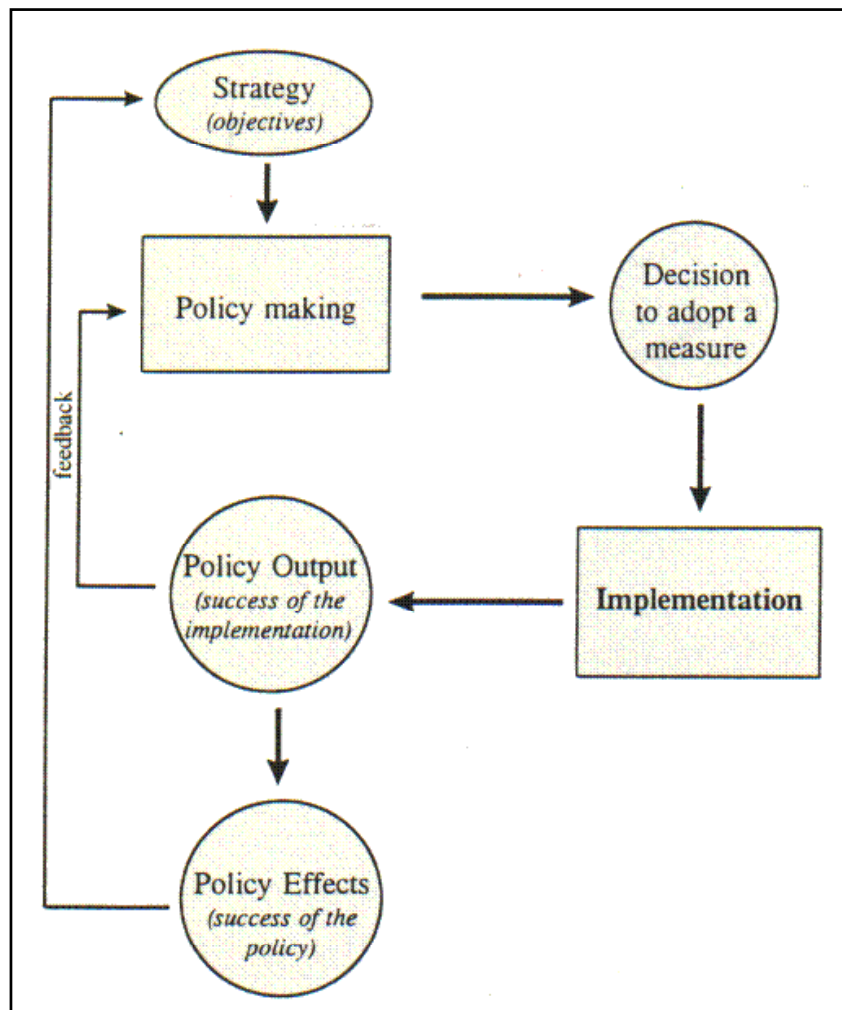 Strategy
(objectives)
Policy making
Decision
to adopt a
measure
feedback
Policy Output
(success of the
implementation)
Implementation
Policy Effects
(success of the
policy)